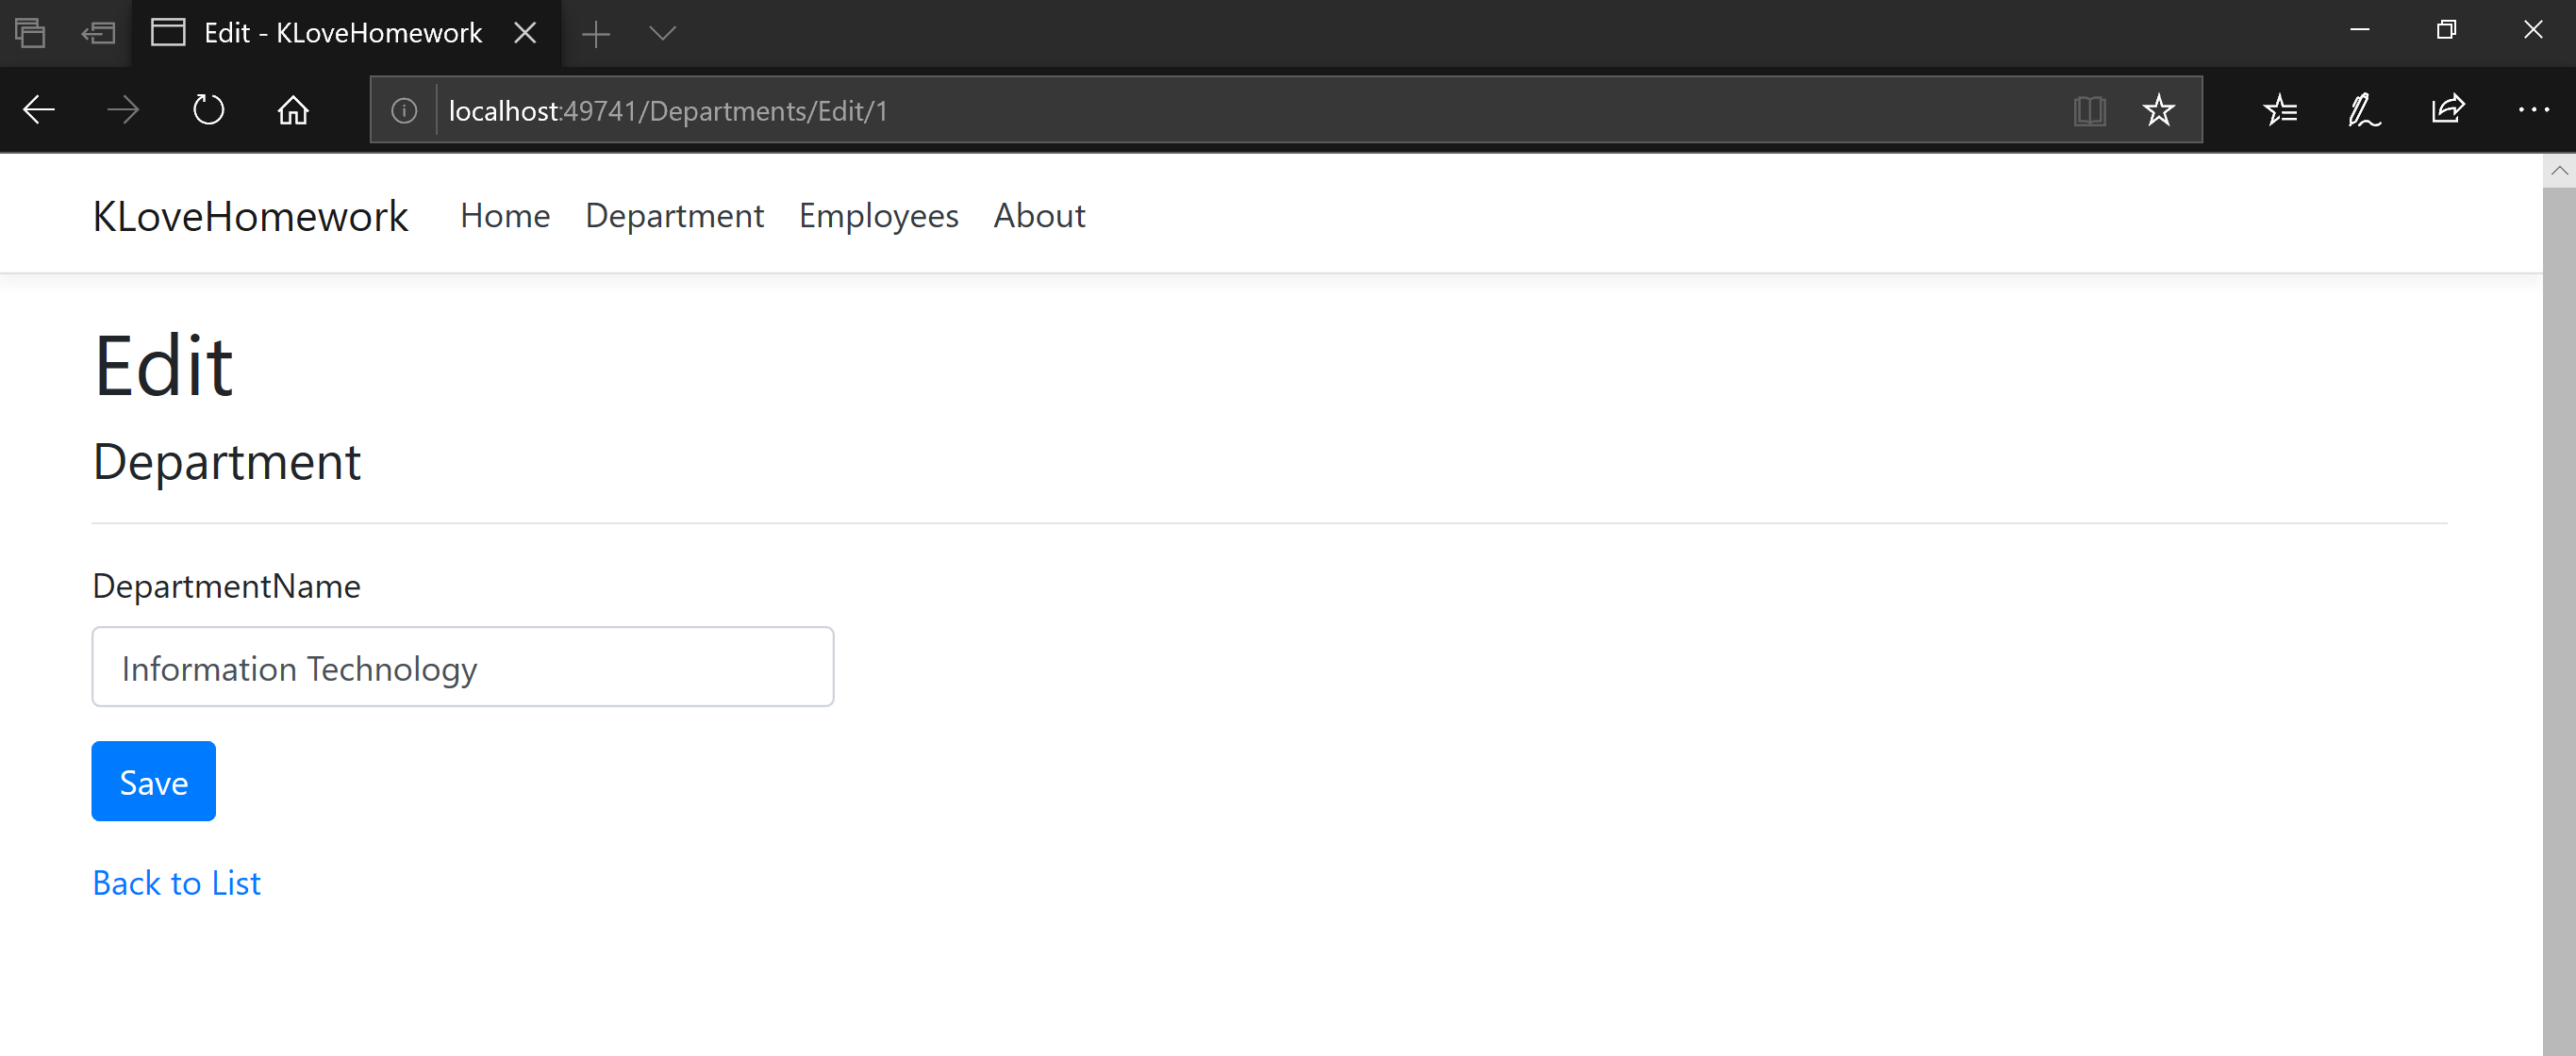 Edit - KLoveHomework
localhost:49741/Departments/Edit/1
KLoveHomework Home Department Employees About
Edit
Department
DepartmentName
Information Technology
Save
Back to List